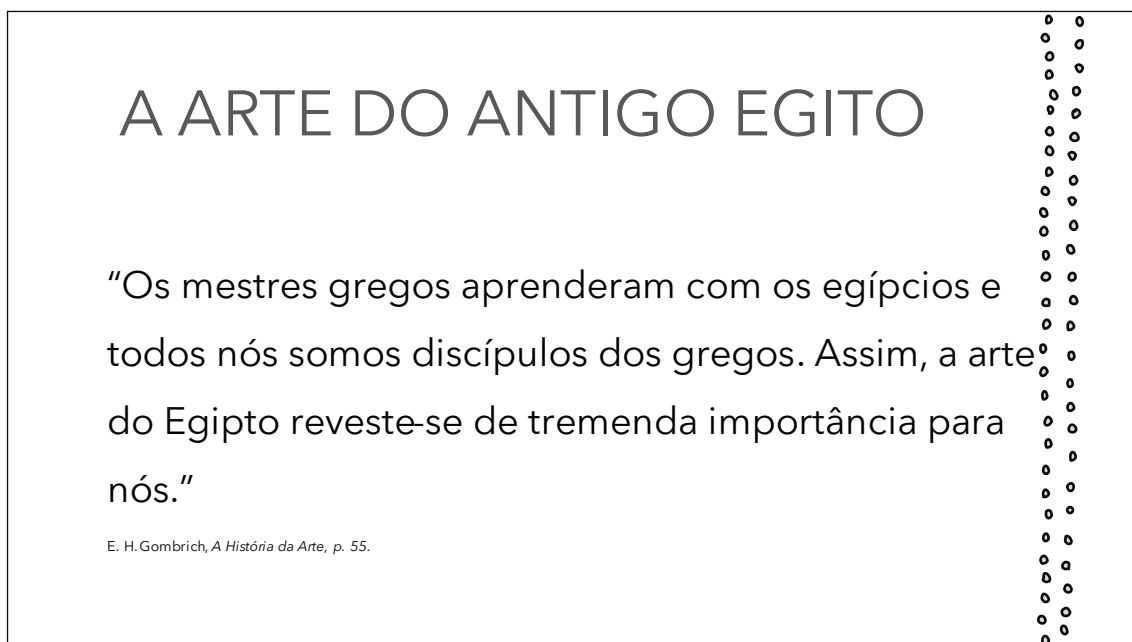 A ARTE DO ANTIGO EGITO
“Os mestres gregos aprenderam com os egípcios e
todos nós somos discípulos dos gregos. Assim, a arte
do Egipto reveste-se de tremenda importância para
nós.”
E. H.Gombrich, A História da Arte, p. 55.